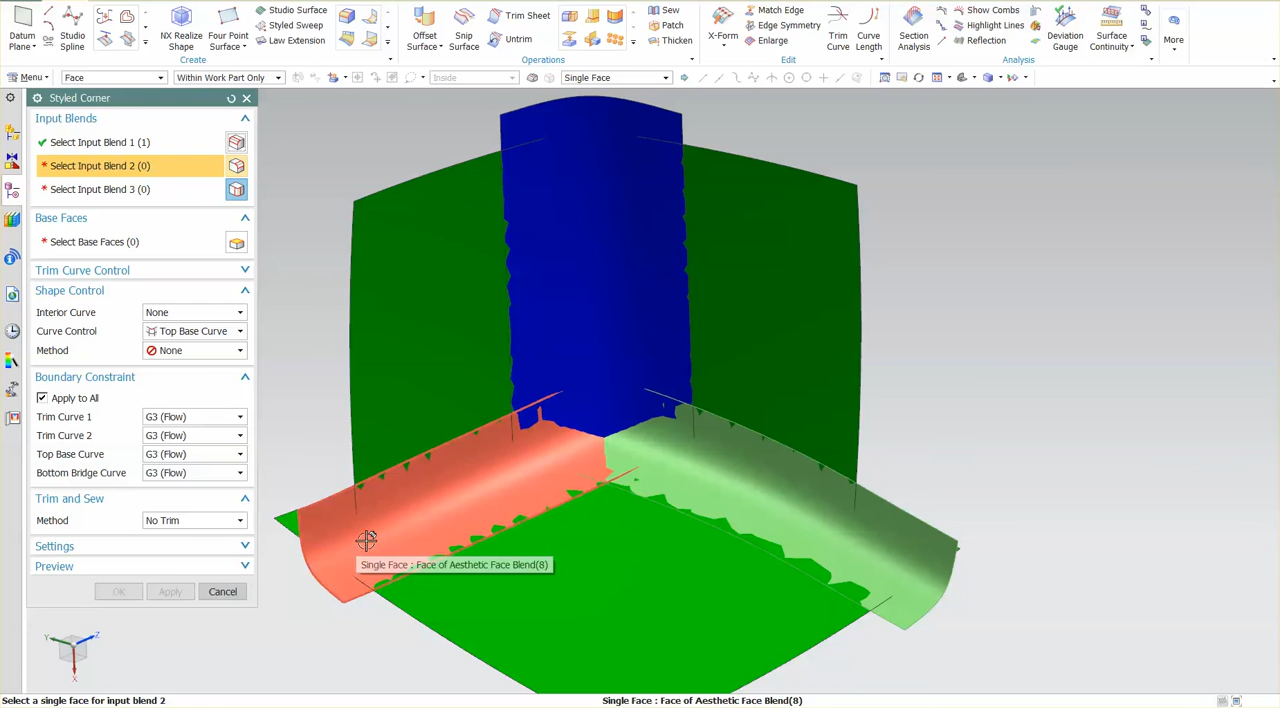 Datum Plane
Studio Spline
NX Realize Shape
Four Point Surface
Studio Surface
Styled Sweep
Law Extension
Create
Offset Surface
Snip Surface
Trim Sheet
Untrim
Sew
Patch
Thicken
Operations
X-Form
Match Edge
Edge Symmetry
Enlarge
Trim Curve
Curve Length
Edit
Section Analysis
Show Combs
Highlight Lines
Reflection
Deviation Gauge
Surface Continuity
Analysis
More
Menu
Face
Within Work Part Only
Inside
Single Face
Styled Corner
Input Blends
Select Input Blend 1 (1)
* Select Input Blend 2 (0)
* Select Input Blend 3 (0)
Base Faces
* Select Base Faces (0)
Trim Curve Control
Shape Control
Interior Curve None
Curve Control Top Base Curve
Method None
Boundary Constraint
Apply to All
Trim Curve 1 G3 (Flow)
Trim Curve 2 G3 (Flow)
Top Base Curve G3 (Flow)
Bottom Bridge Curve G3 (Flow)
Trim and Sew
Method No Trim
Settings
Preview
OK Apply Cancel
Single Face : Face of Aesthetic Face Blend(8)
Y Z
X
Select a single face for input blend 2
Single Face : Face of Aesthetic Face Blend(8)